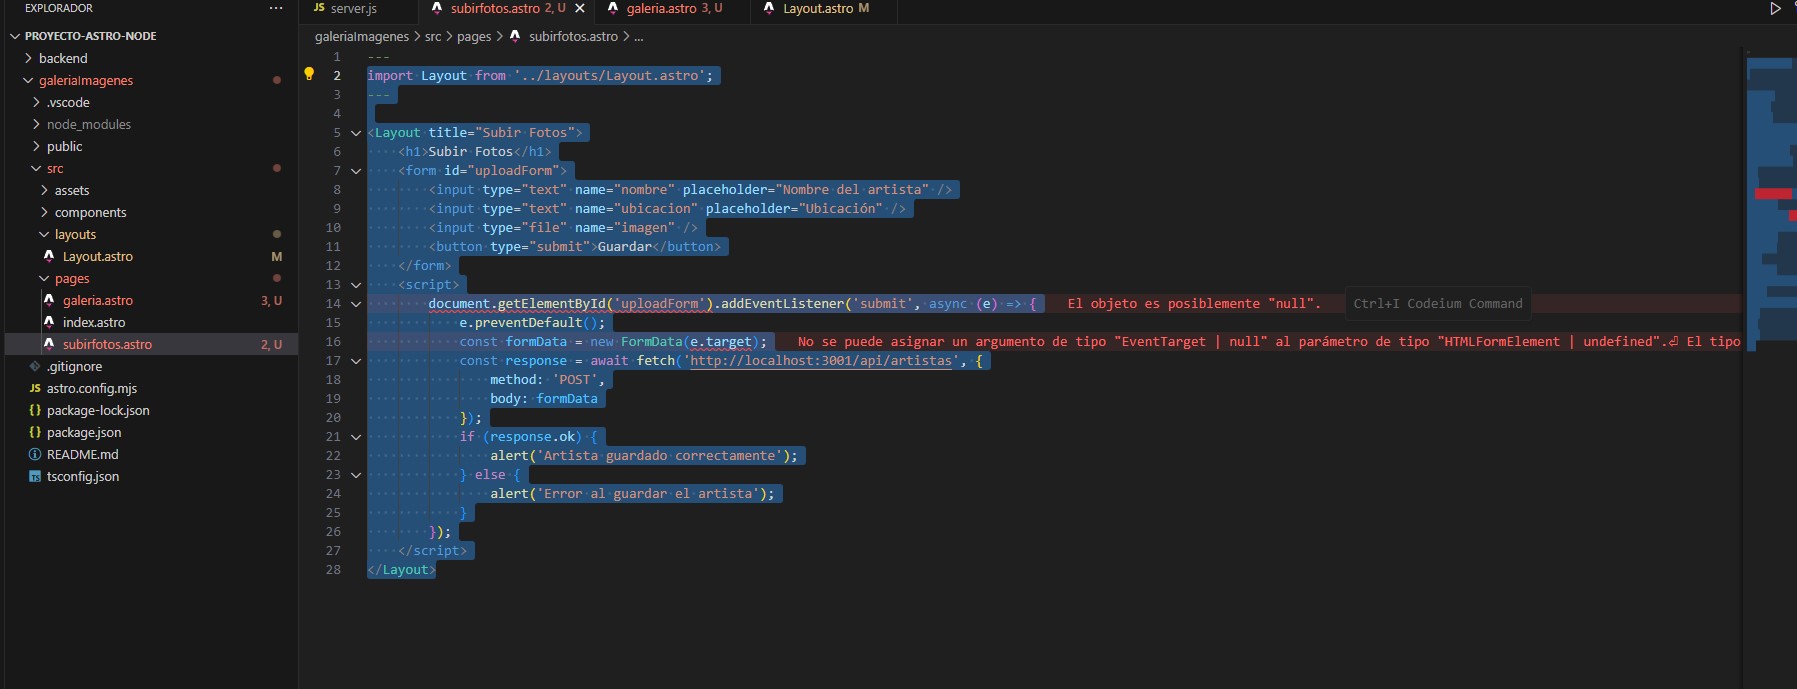 EXPLORADOR
PROYECTO-ASTRO-NODE
backend
galeriaImagenes
.vscode
node_modules
public
src
assets
components
layouts
Layout.astro M
pages
galeria.astro 3, U
index.astro
subirfotos.astro 2, U
.gitignore
JS astro.config.mjs
{} package-lock.json
{} package.json
README.md
TS tsconfig.json
JS server.js
subirfotos.astro 2, U
galeria.astro 3, U
Layout.astro M
galeriaImagenes > src > pages > subirfotos.astro > ...
1 ---
2 import Layout from '../layouts/Layout.astro';
3 ---
4
5 <Layout title="Subir Fotos">
6 <h1>Subir Fotos</h1>
7 <form id="uploadForm">
8 <input type="text" name="nombre" placeholder="Nombre del artista" />
9 <input type="text" name="ubicacion" placeholder="Ubicación" />
10 <input type="file" name="imagen" />
11 <button type="submit">Guardar</button>
12 </form>
13 <script>
14 document.getElementById('uploadForm').addEventListener('submit', async (e) => { El objeto es posiblemente "null". Ctrl+I Codeium Command
15 e.preventDefault();
16 const formData = new FormData(e.target); No se puede asignar un argumento de tipo "EventTarget | null" al parámetro de tipo "HTMLFormElement | undefined".⏎ El tipo
17 const response = await fetch('http://localhost:3001/api/artistas', {
18 method: 'POST',
19 body: formData
20 });
21 if (response.ok) {
22 alert('Artista guardado correctamente');
23 } else {
24 alert('Error al guardar el artista');
25 }
26 });
27 </script>
28 </Layout>